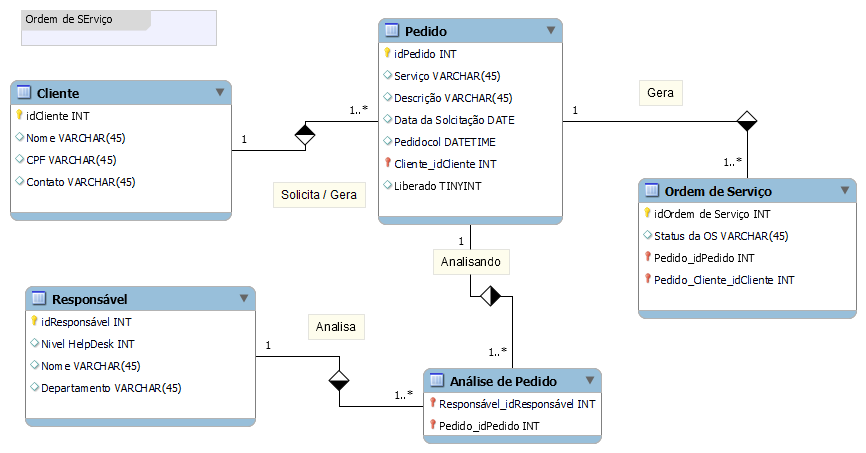 Ordem de SErviço
Cliente
idCliente INT
Nome VARCHAR(45)
CPF VARCHAR(45)
Contato VARCHAR(45)
1
1..*
Solicita / Gera
Pedido
idPedido INT
Serviço VARCHAR(45)
Descrição VARCHAR(45)
Data da Solcitação DATE
Pedidocol DATETIME
Cliente_idCliente INT
Liberado TINYINT
1
Gera
1..*
Ordem de Serviço
idOrdem de Serviço INT
Status da OS VARCHAR(45)
Pedido_idPedido INT
Pedido_Cliente_idCliente INT
1
Analisando
1..*
Responsável
idResponsável INT
Nivel HelpDesk INT
Nome VARCHAR(45)
Departamento VARCHAR(45)
1
Analisa
1..*
Análise de Pedido
Responsável_idResponsável INT
Pedido_idPedido INT